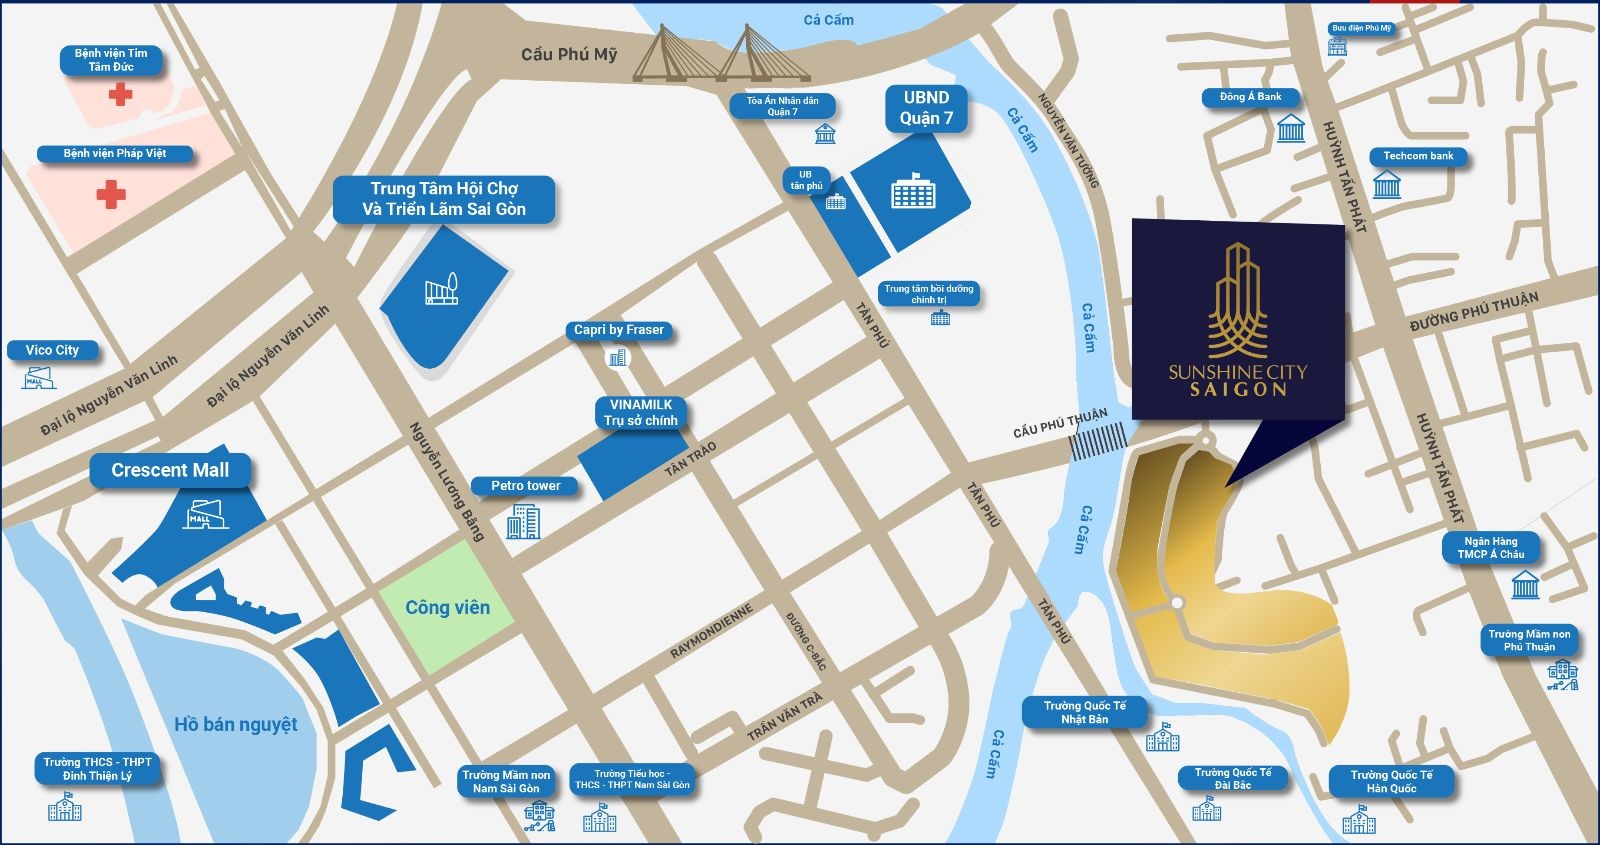 Cả Cấm
Bưu điện Phú Mỹ
Bệnh viện Tim
Tâm Đức
Cầu Phú Mỹ
Tòa Án Nhân dân
Quận 7
UBND
Quận 7
Cả Cấm
NGUYỄN VĂN TƯỞNG
Đông Á Bank
HUỲNH TẤN PHÁT
Techcom bank
Bệnh viện Pháp Việt
Trung Tâm Hội Chợ
Và Triển Lãm Sai Gòn
UB
tân phú
Trung tâm bồi dưỡng
chính trị
TÂN PHÚ
Cả Cấm
SUNSHINE CITY
SAIGON
ĐƯỜNG PHÚ THUẬN
Vico City
MALL
Đại lộ Nguyễn Văn Linh
Đại lộ Nguyễn Văn Linh
Capri by Fraser
VINAMILK
Trụ sở chính
TÂN TRÀO
CẦU PHÚ THUẬN
HUỲNH TẤN PHÁT
Crescent Mall
MALL
Nguyễn Lương Bằng
Petro tower
TÂN PHÚ
Cả Cấm
Ngân Hàng
TMCP Á Châu
Công viên
RAYMONDIENNE
ĐƯỜNG C-BẮC
TÂN PHÚ
Trường Mầm non
Phú Thuận
Hồ bán nguyệt
TRẦN VĂN TRÀ
Cả Cấm
Trường Quốc Tế
Nhật Bản
Trường THCS - THPT
Đinh Thiện Lý
Trường Mầm non
Nam Sài Gòn
Trường Tiểu học -
THCS - THPT Nam Sài Gòn
Trường Quốc Tế
Đài Bắc
Trường Quốc Tế
Hàn Quốc